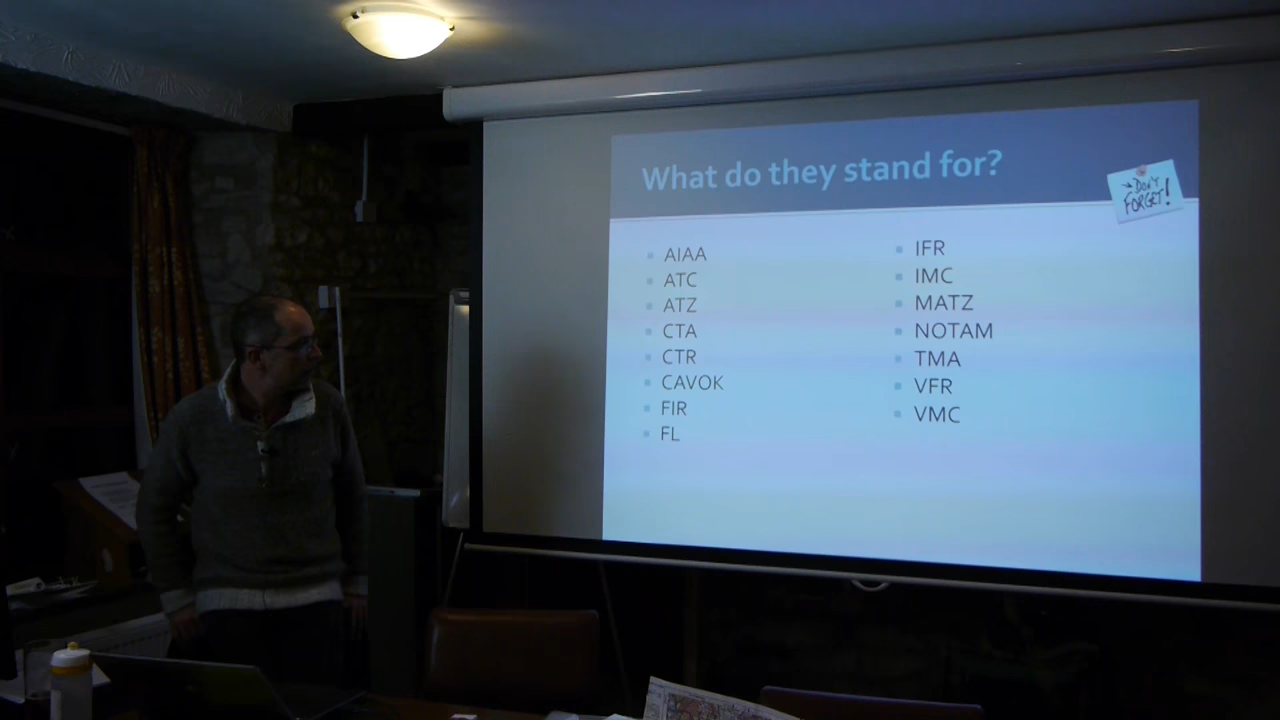 What do they stand for?
DON'T
FORGET!
AIAA
ATC
ATZ
CTA
CTR
CAVOK
FIR
FL
IFR
IMC
MATZ
NOTAM
TMA
VFR
VMC